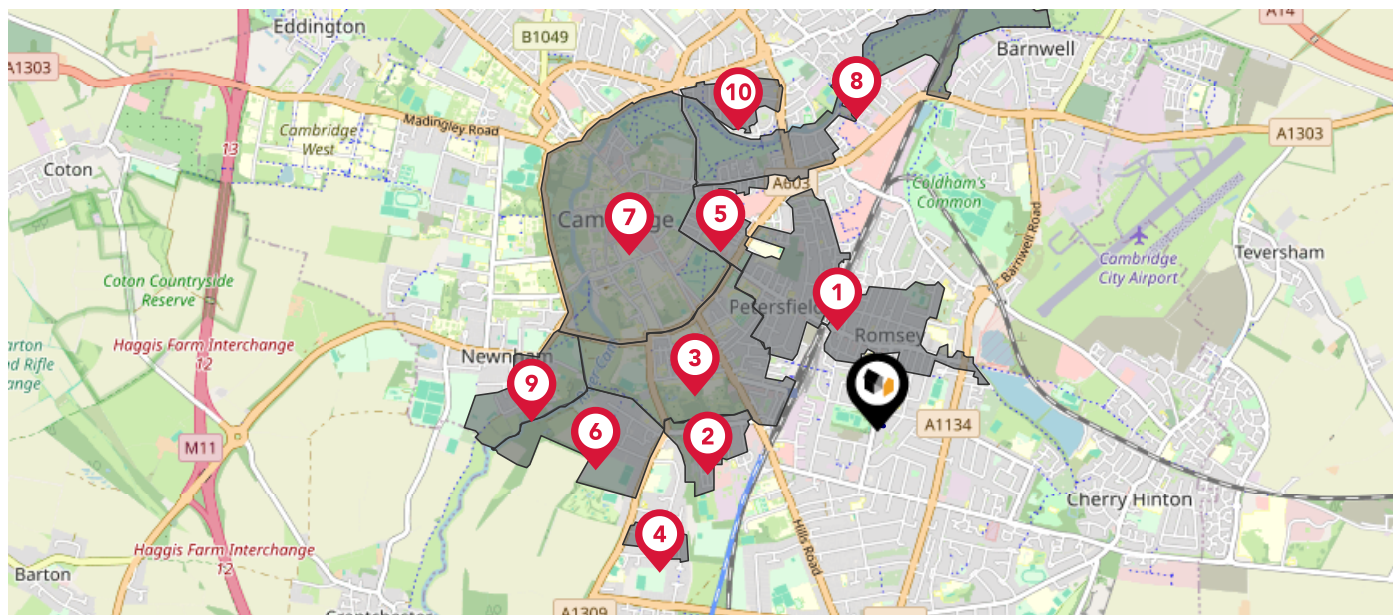 Eddington
B1049
A14
Barnwell
A1303
8
10
Madingley Road
Cambridge
West
13
A1303
Coton
A603
Coldham's
Common
5
7
Barnwell Road
Cambridge
City Airport
Teversham
Coton Countryside
Reserve
1
Petersfield
Romsey
Haggis Farm Interchange
12
Newnham
3
9
A1134
6
2
M11
Cherry Hinton
4
Hills Road
Haggis Farm Interchange
12
Barton
A1309